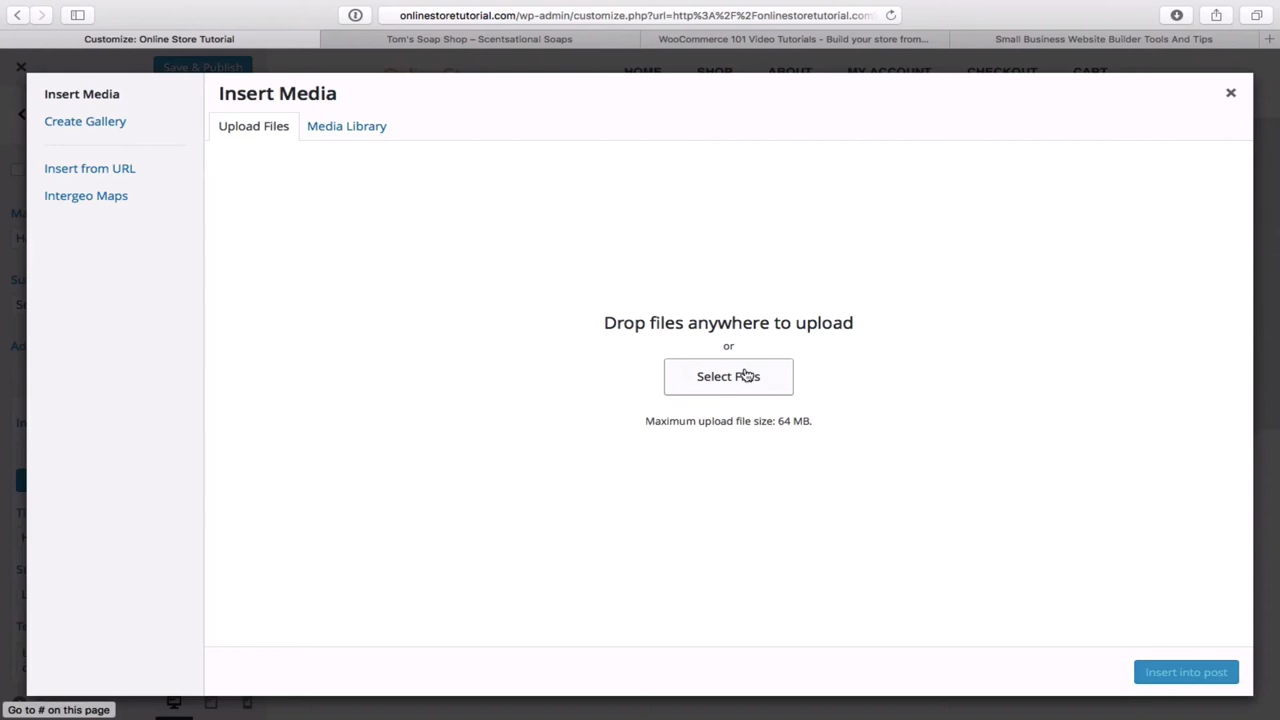 onlinestoretutorial.com/wp-admin/customize.php?url=http%3A%2F%2Fonlinestoretutorial.com
Customize: Online Store Tutorial
Tom's Soap Shop – Scentsational Soaps
WooCommerce 101 Video Tutorials - Build your store from...
Small Business Website Builder Tools And Tips
Save & Publish
HOME SHOP ABOUT MY ACCOUNT CHECKOUT CART
Insert Media
Create Gallery
Insert from URL
Intergeo Maps
Insert Media
Upload Files
Media Library
Drop files anywhere to upload
or
Select Files
Maximum upload file size: 64 MB.
Insert into post
Go to # on this page